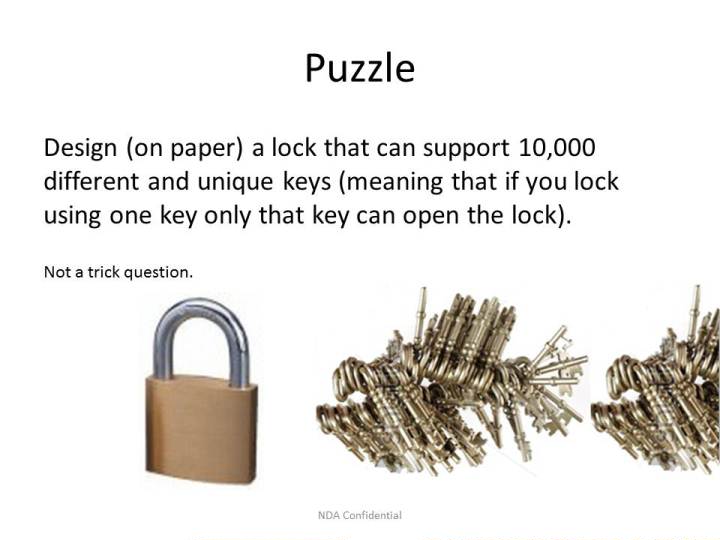 Puzzle
Design (on paper) a lock that can support 10,000
different and unique keys (meaning that if you lock
using one key only that key can open the lock).
Not a trick question.
NDA Confidential